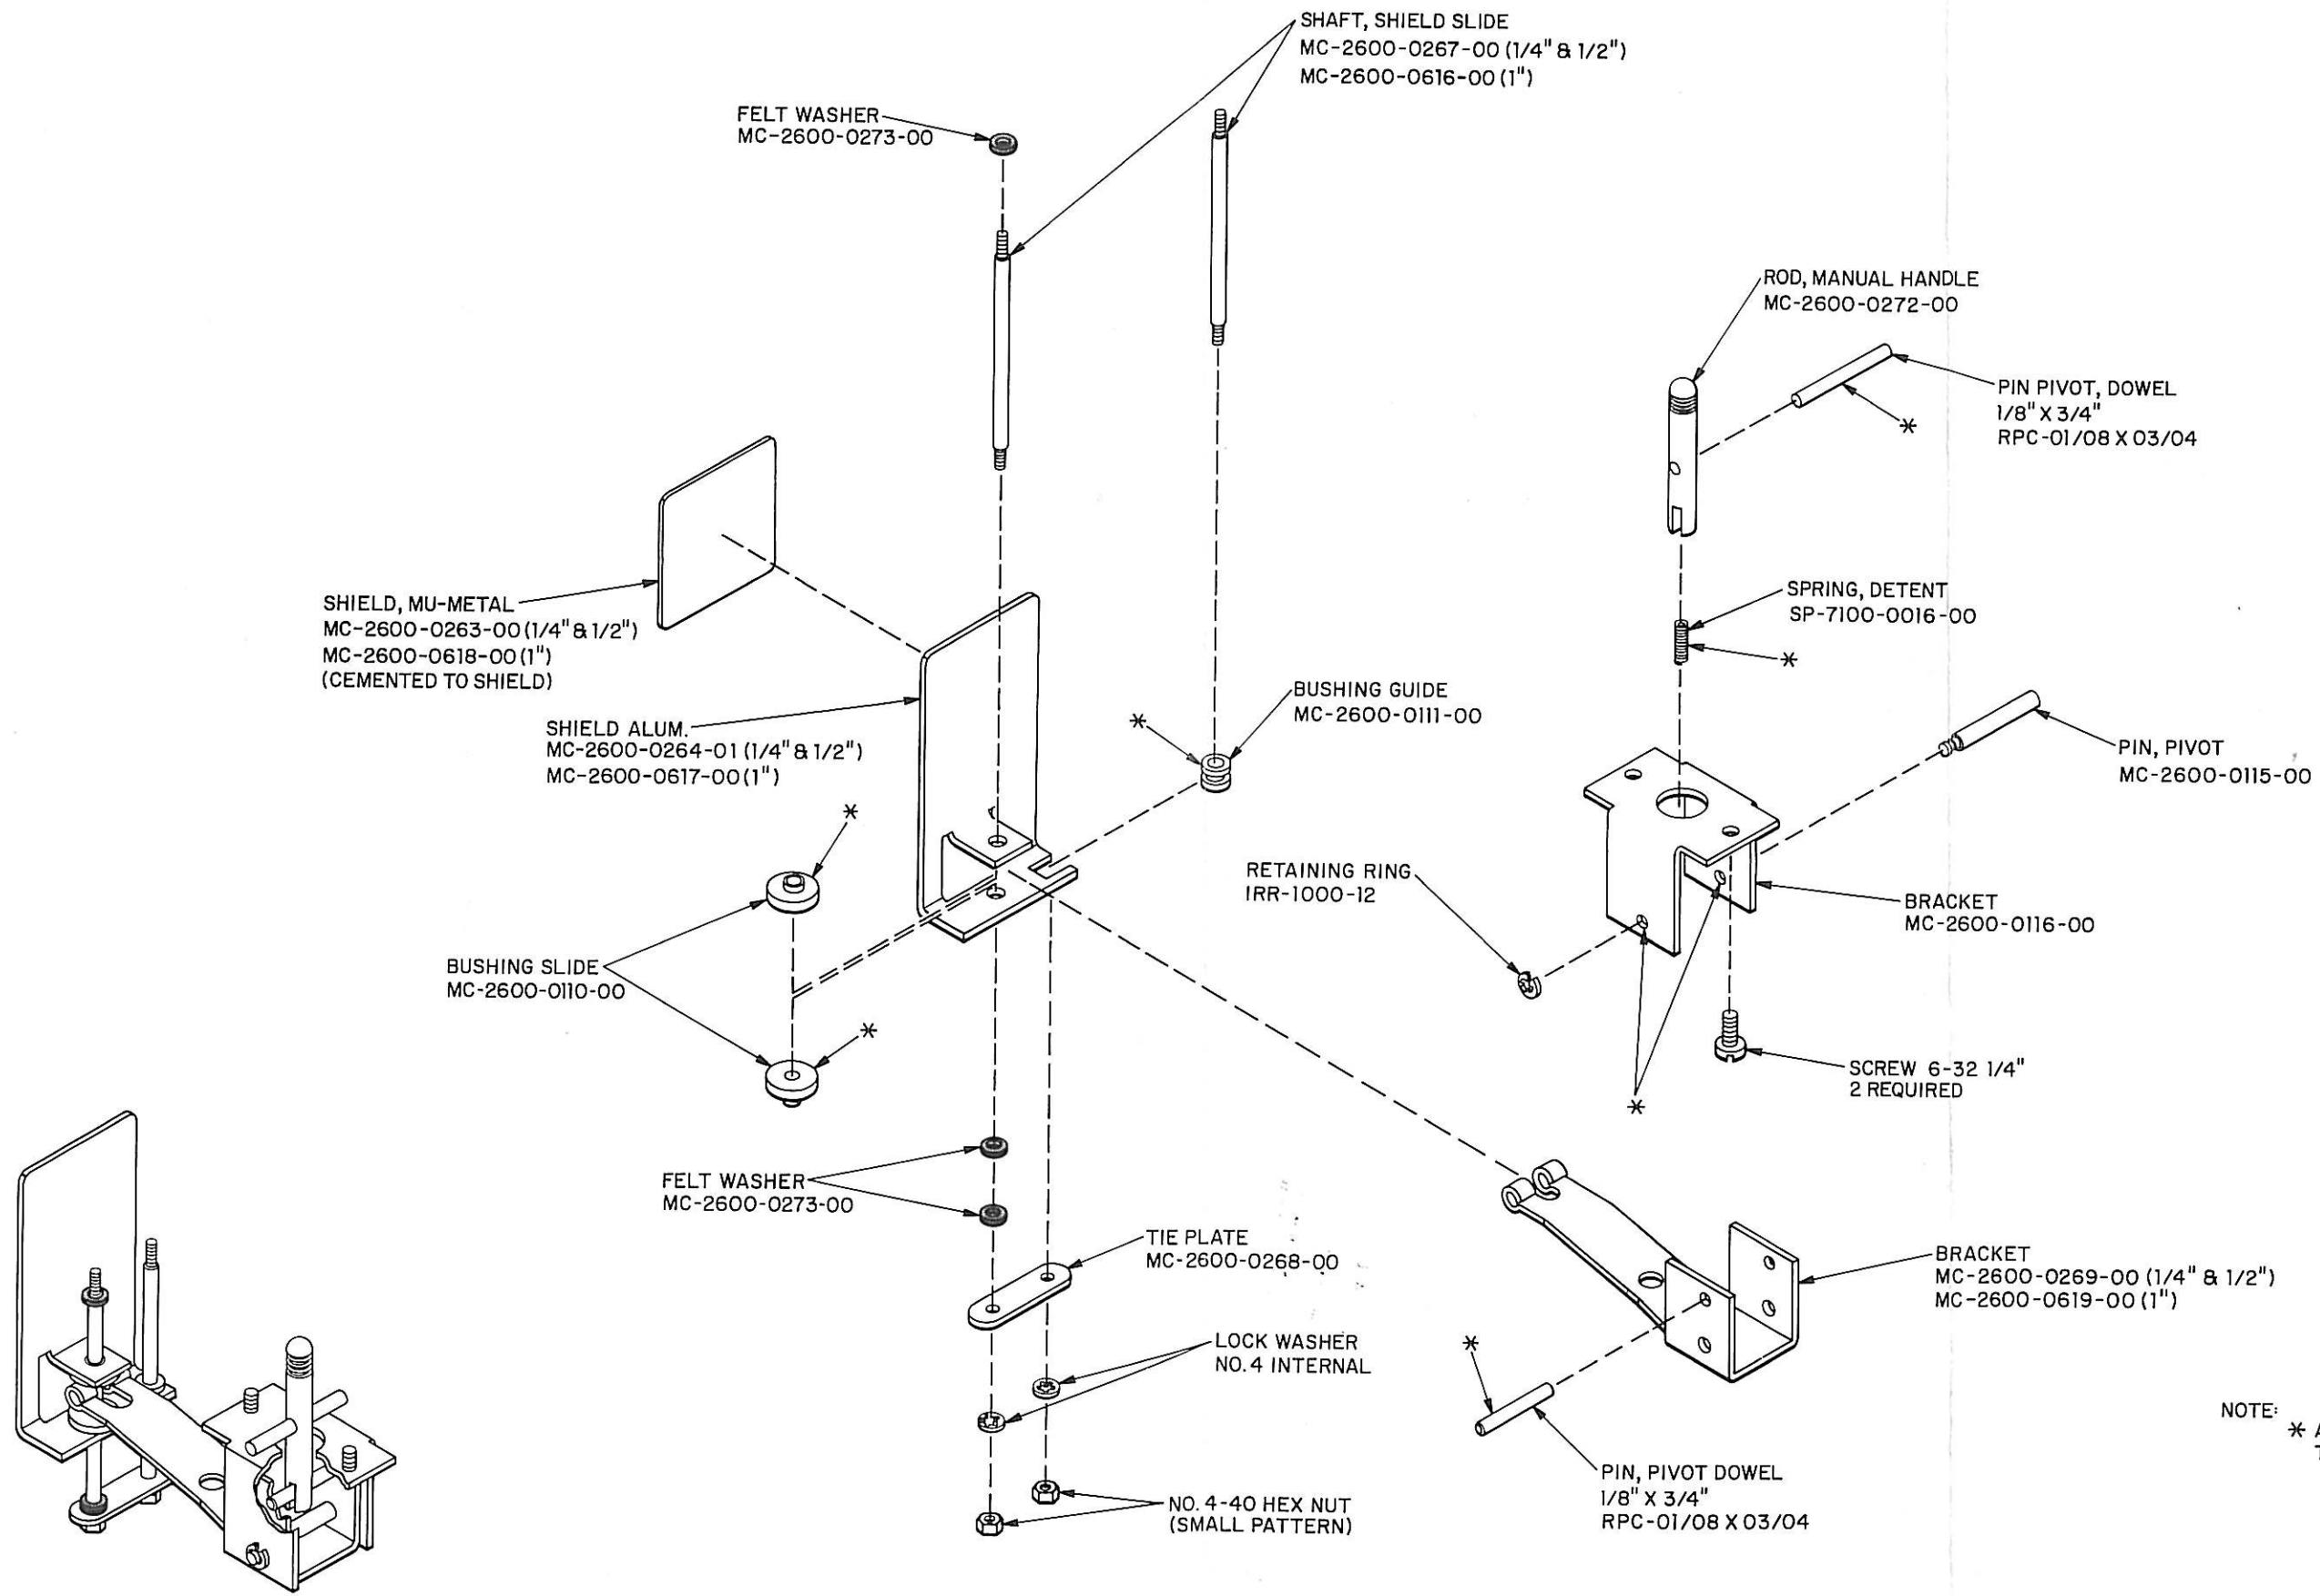 SHAFT, SHIELD SLIDE
MC-2600-0267-00 (1/4" & 1/2")
MC-2600-0616-00 (1")
FELT WASHER
MC-2600-0273-00
ROD, MANUAL HANDLE
MC-2600-0272-00
PIN PIVOT, DOWEL
1/8" X 3/4"
RPC-01/08 X 03/04
*
SHIELD, MU-METAL
MC-2600-0263-00 (1/4" & 1/2")
MC-2600-0618-00 (1")
(CEMENTED TO SHIELD)
SPRING, DETENT
SP-7100-0016-00
*
SHIELD ALUM.
MC-2600-0264-01 (1/4" & 1/2")
MC-2600-0617-00 (1")
*
BUSHING GUIDE
MC-2600-0111-00
PIN, PIVOT
MC-2600-0115-00
*
RETAINING RING
IRR-1000-12
BRACKET
MC-2600-0116-00
BUSHING SLIDE
MC-2600-0110-00
*
SCREW 6-32 1/4"
2 REQUIRED
*
FELT WASHER
MC-2600-0273-00
TIE PLATE
MC-2600-0268-00
BRACKET
MC-2600-0269-00 (1/4" & 1/2")
MC-2600-0619-00 (1")
LOCK WASHER
NO. 4 INTERNAL
*
NOTE:
*
PIN, PIVOT DOWEL
1/8" X 3/4"
RPC-01/08 X 03/04
NO. 4-40 HEX NUT
(SMALL PATTERN)